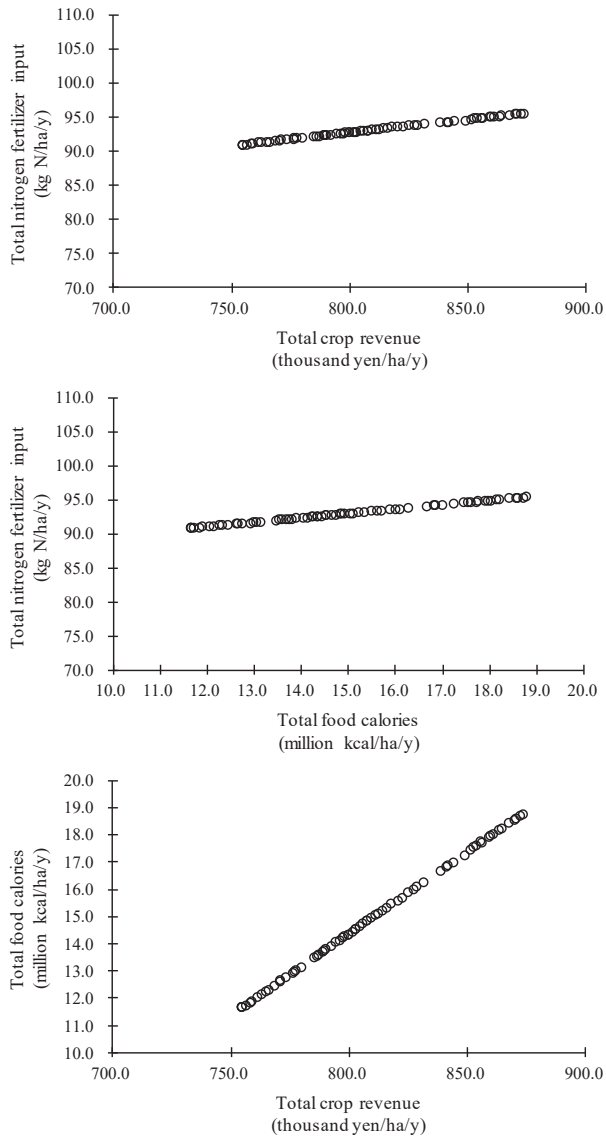 110.0
105.0
100.0
95.0
90.0
85.0
80.0
75.0
70.0
Total nitrogen fertilizer input
(kg N/ha/y)
700.0 750.0 800.0 850.0 900.0
Total crop revenue
(thousand yen/ha/y)
110.0
105.0
100.0
95.0
90.0
85.0
80.0
75.0
70.0
Total nitrogen fertilizer input
(kg N/ha/y)
10.0 11.0 12.0 13.0 14.0 15.0 16.0 17.0 18.0 19.0 20.0
Total food calories
(million kcal/ha/y)
20.0
19.0
18.0
17.0
16.0
15.0
14.0
13.0
12.0
11.0
10.0
Total food calories
(million kcal/ha/y)
700.0 750.0 800.0 850.0 900.0
Total crop revenue
(thousand yen/ha/y)